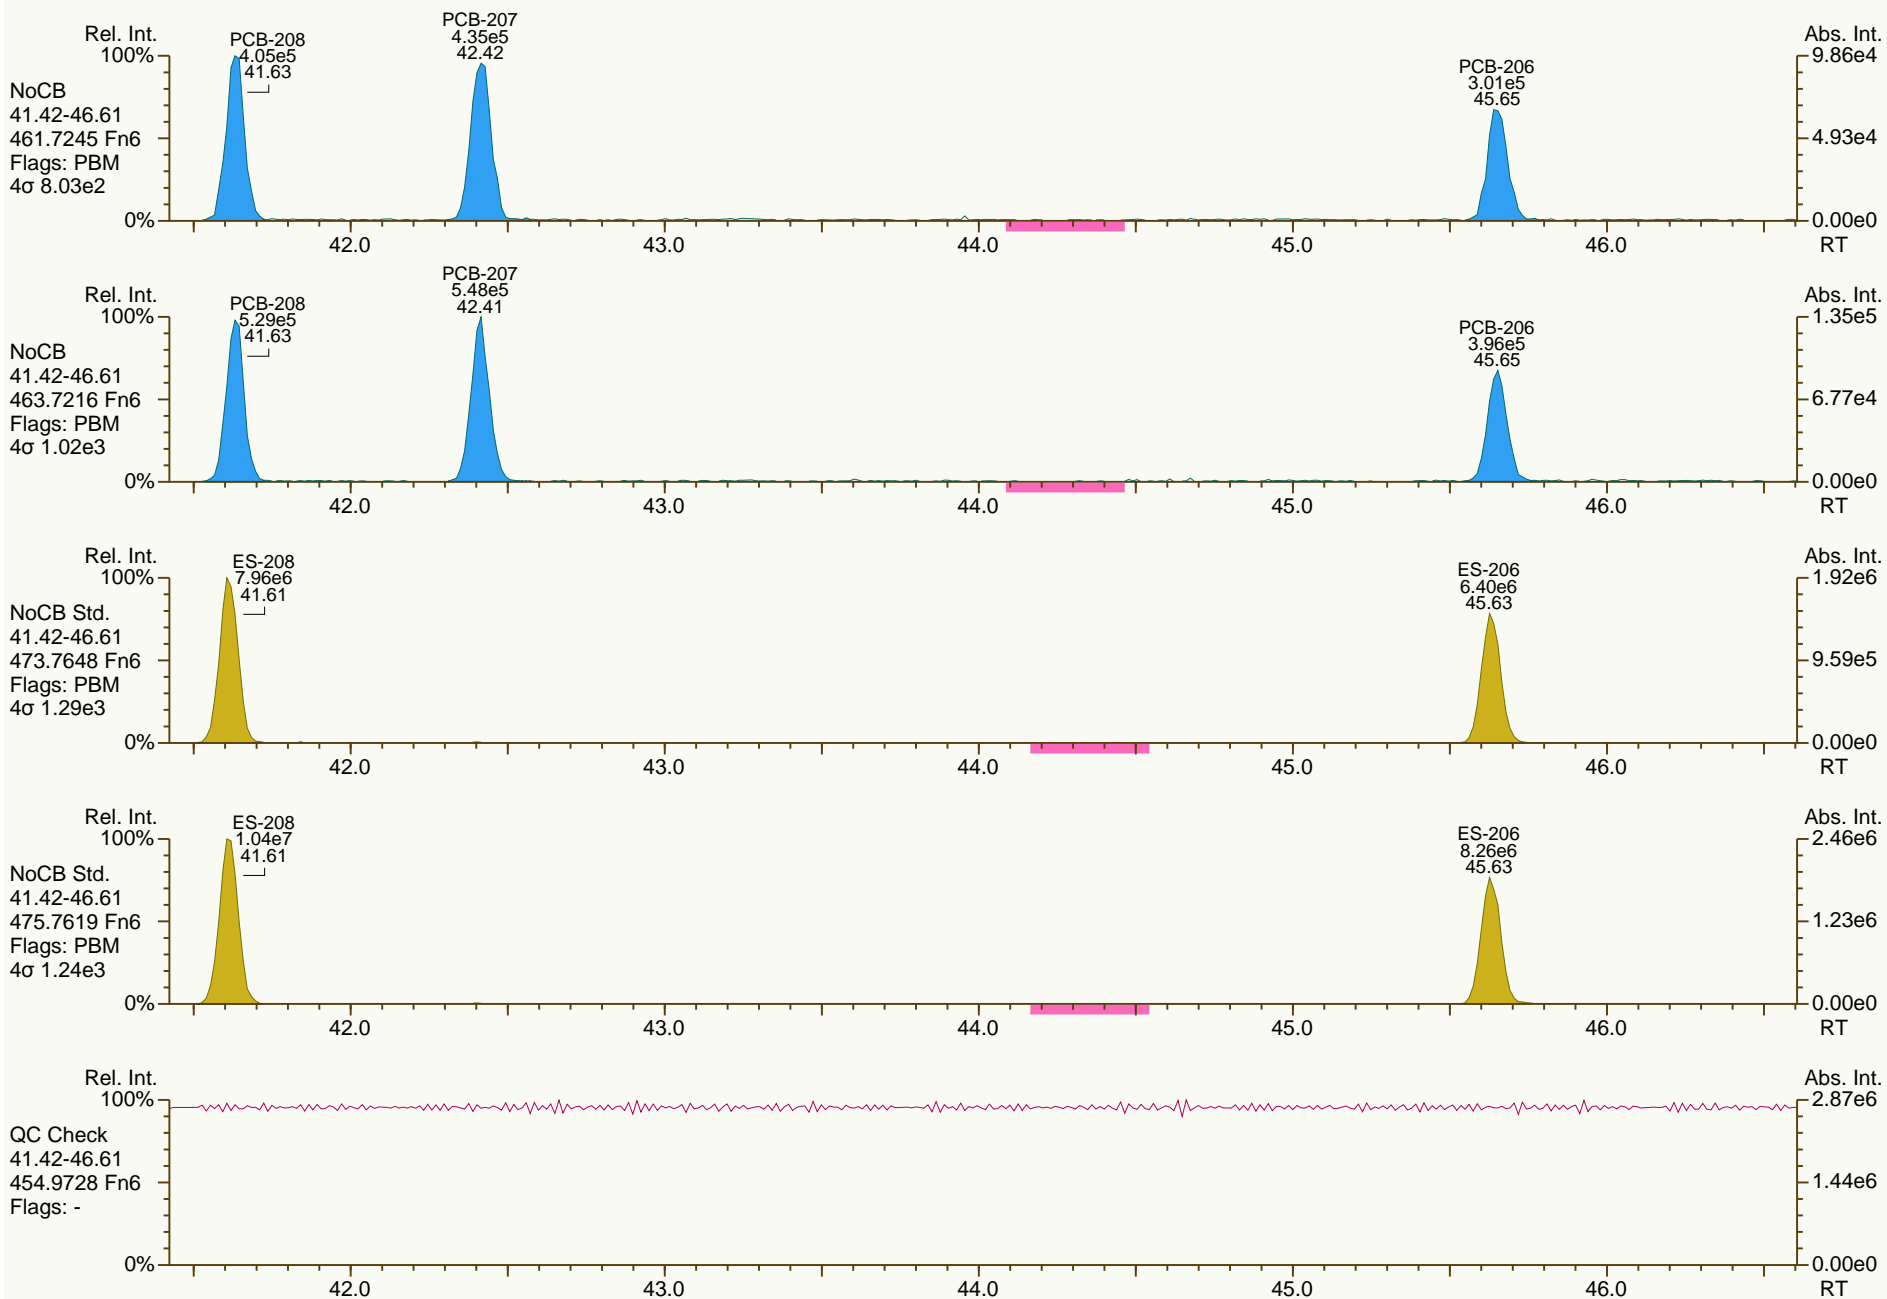 Rel. Int.
100%
0%
NoCB
41.42-46.61
461.7245 Fn6
Flags: PBM
4σ 8.03e2
PCB-208
4.05e5
41.63
PCB-207
4.35e5
42.42
PCB-206
3.01e5
45.65
Abs. Int.
9.86e4
4.93e4
0.00e0
42.0 43.0 44.0 45.0 46.0 RT
Rel. Int.
100%
0%
NoCB
41.42-46.61
463.7216 Fn6
Flags: PBM
4σ 1.02e3
PCB-208
5.29e5
41.63
PCB-207
5.48e5
42.41
PCB-206
3.96e5
45.65
Abs. Int.
1.35e5
6.77e4
0.00e0
42.0 43.0 44.0 45.0 46.0 RT
Rel. Int.
100%
0%
NoCB Std.
41.42-46.61
473.7648 Fn6
Flags: PBM
4σ 1.29e3
ES-208
7.96e6
41.61
ES-206
6.40e6
45.63
Abs. Int.
1.92e6
9.59e5
0.00e0
42.0 43.0 44.0 45.0 46.0 RT
Rel. Int.
100%
0%
NoCB Std.
41.42-46.61
475.7619 Fn6
Flags: PBM
4σ 1.24e3
ES-208
1.04e7
41.61
ES-206
8.26e6
45.63
Abs. Int.
2.46e6
1.23e6
0.00e0
42.0 43.0 44.0 45.0 46.0 RT
Rel. Int.
100%
0%
QC Check
41.42-46.61
454.9728 Fn6
Flags: -
Abs. Int.
2.87e6
1.44e6
0.00e0
42.0 43.0 44.0 45.0 46.0 RT